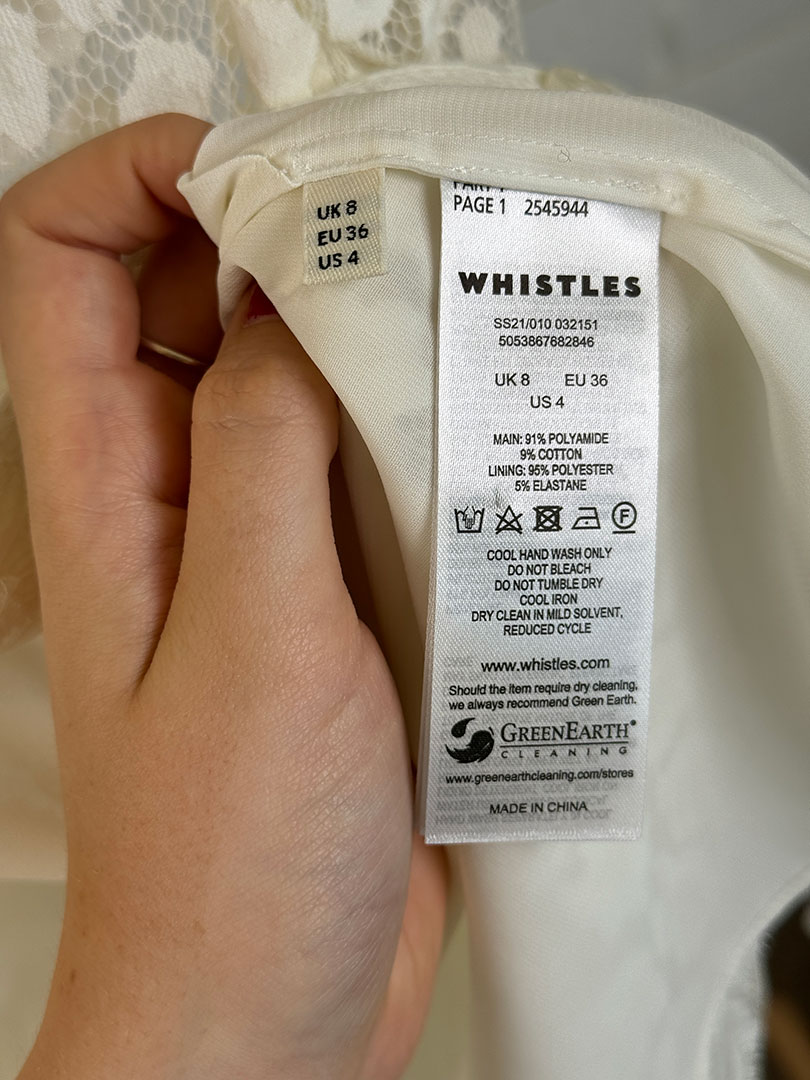 UK 8
EU 36
US 4
PAGE 1 2545944
WHISTLES
SS21/010 032151
5053867682846
UK 8 EU 36
US 4
MAIN: 91% POLYAMIDE
9% COTTON
LINING: 95% POLYESTER
5% ELASTANE
F
COOL HAND WASH ONLY
DO NOT BLEACH
DO NOT TUMBLE DRY
COOL IRON
DRY CLEAN IN MILD SOLVENT,
REDUCED CYCLE
www.whistles.com
Should the item require dry cleaning,
we always recommend Green Earth.
GREENEARTH®
CLEANING
www.greenearthcleaning.com/stores
MADE IN CHINA